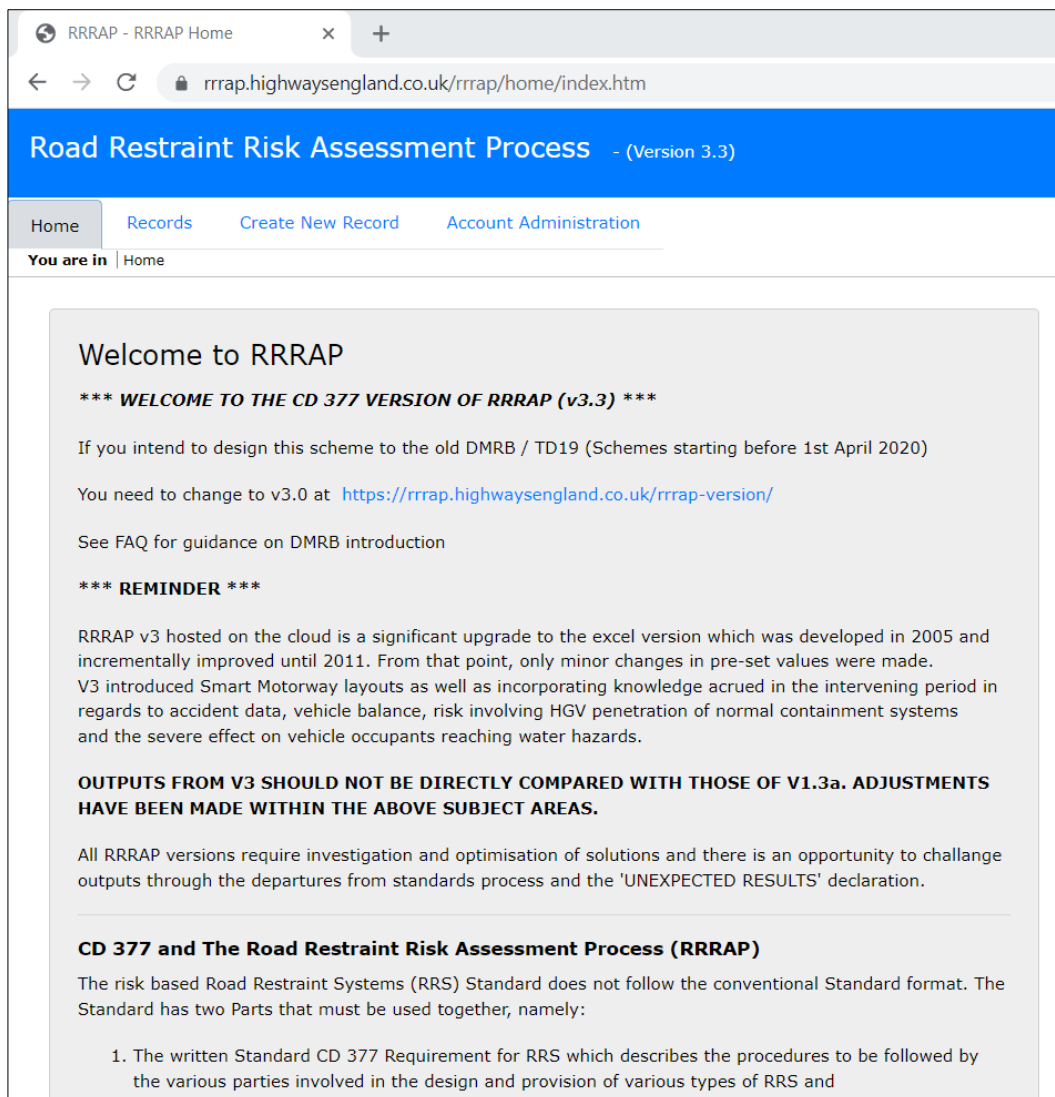 RRRAP - RRRAP Home
rrrap.highwaysengland.co.uk/rrrap/home/index.htm
Road Restraint Risk Assessment Process - (Version 3.3)
Home Records Create New Record Account Administration
You are in Home
Welcome to RRRAP
*** WELCOME TO THE CD 377 VERSION OF RRRAP (v3.3) ***
If you intend to design this scheme to the old DMRB / TD19 (Schemes starting before 1st April 2020)
You need to change to v3.0 at https://rrrap.highwaysengland.co.uk/rrrap-version/
See FAQ for guidance on DMRB introduction
*** REMINDER ***
RRRAP v3 hosted on the cloud is a significant upgrade to the excel version which was developed in 2005 and
incrementally improved until 2011. From that point, only minor changes in pre-set values were made.
V3 introduced Smart Motorway layouts as well as incorporating knowledge accrued in the intervening period in
regards to accident data, vehicle balance, risk involving HGV penetration of normal containment systems
and the severe effect on vehicle occupants reaching water hazards.
OUTPUTS FROM V3 SHOULD NOT BE DIRECTLY COMPARED WITH THOSE OF V1.3a. ADJUSTMENTS
HAVE BEEN MADE WITHIN THE ABOVE SUBJECT AREAS.
All RRRAP versions require investigation and optimisation of solutions and there is an opportunity to challange
outputs through the departures from standards process and the 'UNEXPECTED RESULTS' declaration.
CD 377 and The Road Restraint Risk Assessment Process (RRRAP)
The risk based Road Restraint Systems (RRS) Standard does not follow the conventional Standard format. The
Standard has two Parts that must be used together, namely:
1. The written Standard CD 377 Requirement for RRS which describes the procedures to be followed by
the various parties involved in the design and provision of various types of RRS and